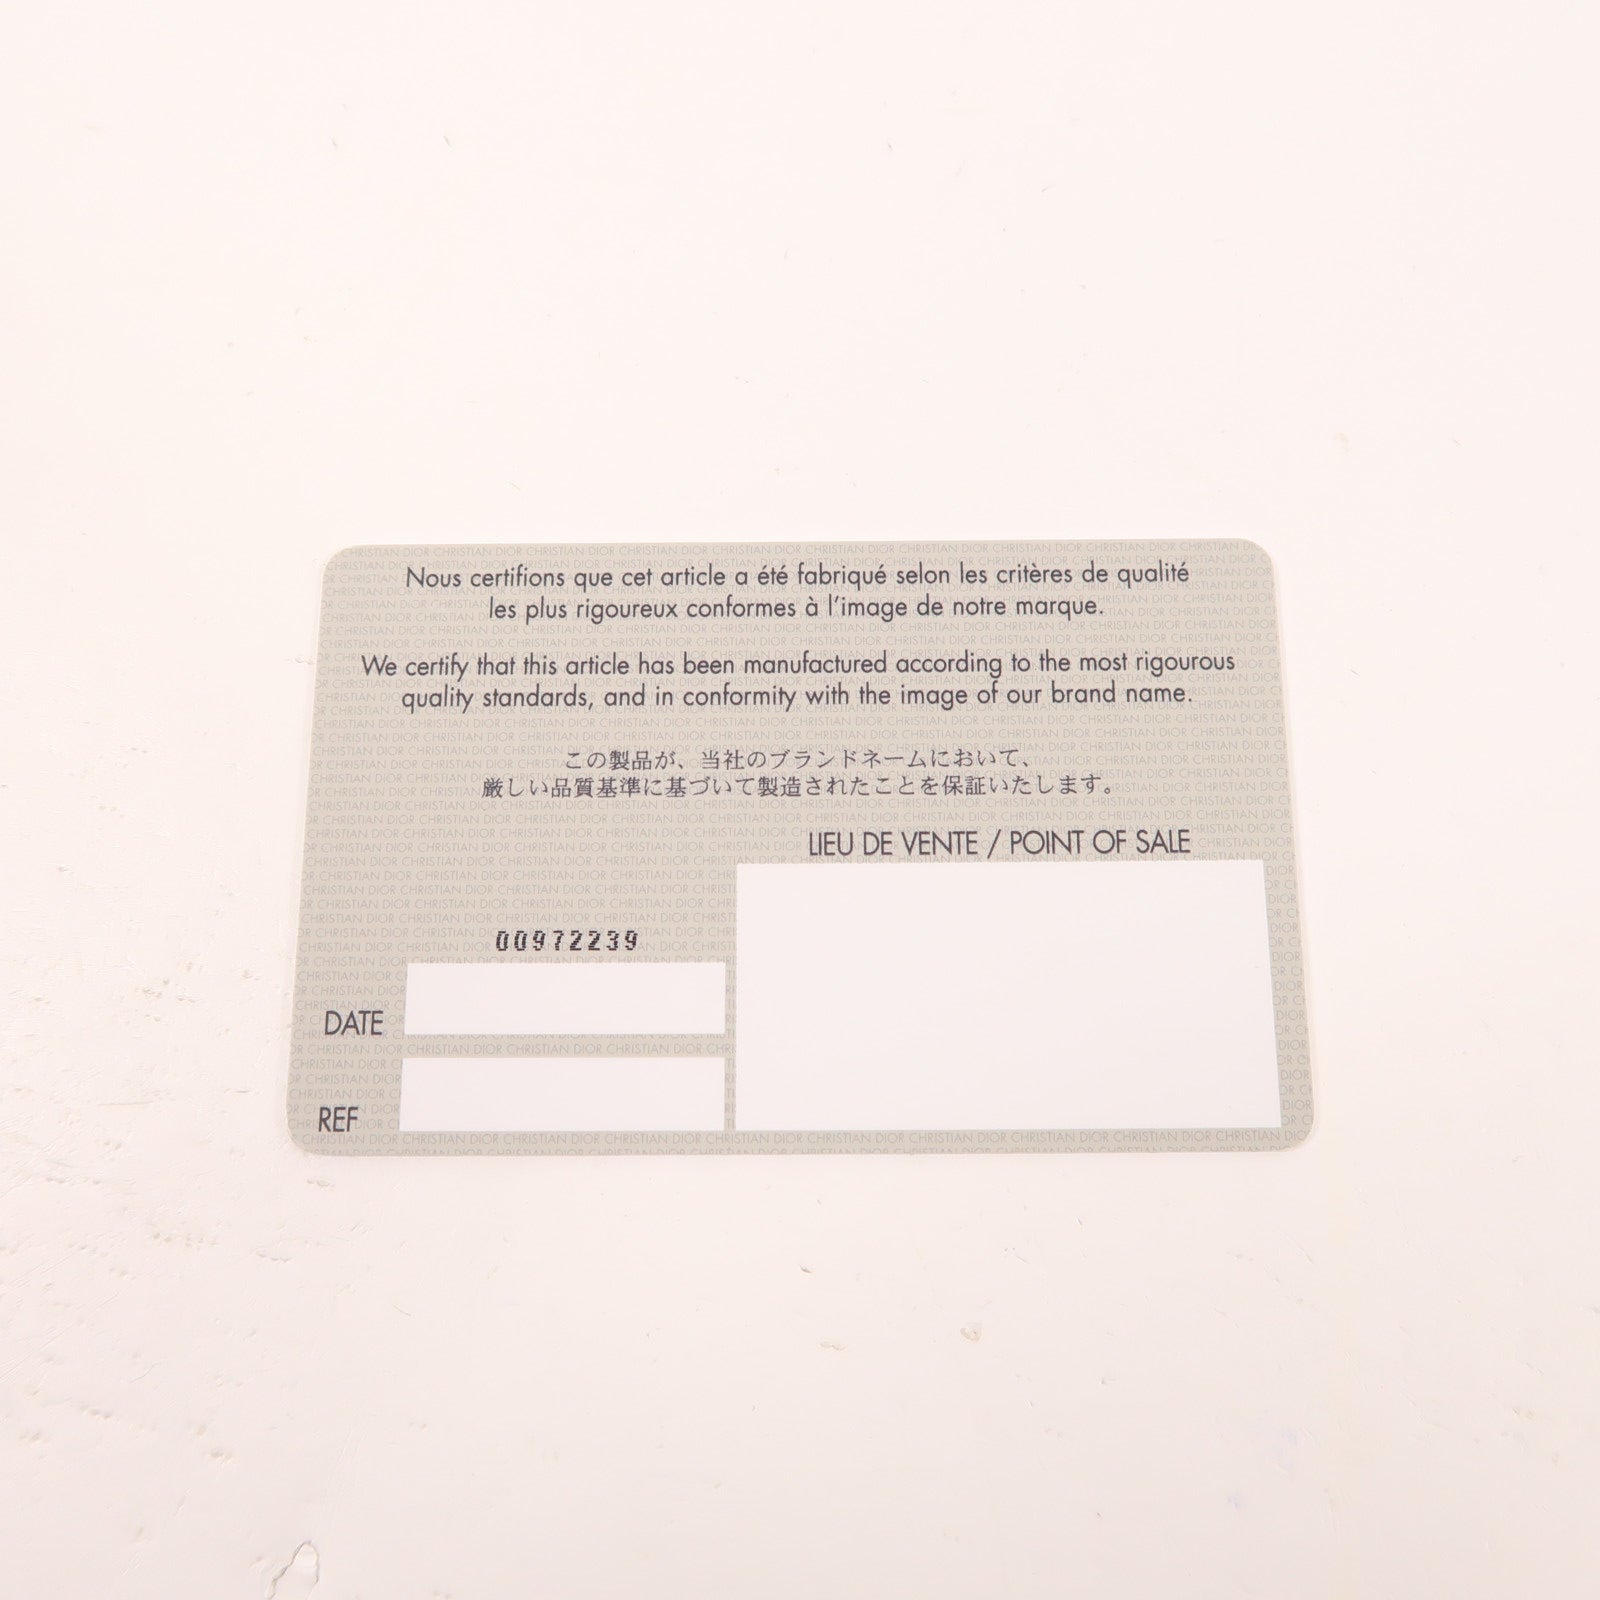 Nous certifions que cet article a été fabriqué selon les critères de qualité
les plus rigoureux conformes à l'image de notre marque.
We certify that this article has been manufactured according to the most rigourous
quality standards, and in conformity with the image of our brand name.
この製品が、当社のブランドネームにおいて、
厳しい品質基準に基づいて製造されたことを保証いたします。
LIEU DE VENTE / POINT OF SALE
00972239
DATE
REF